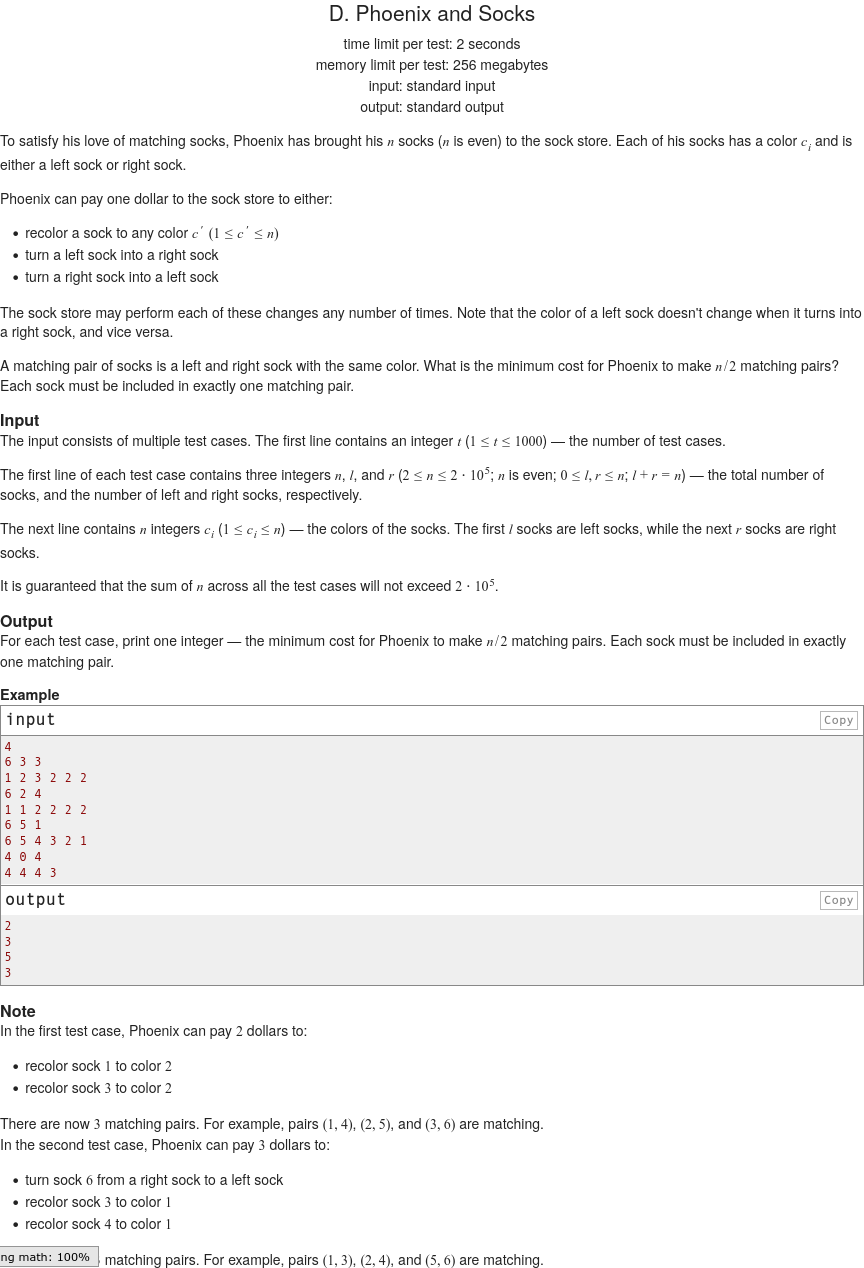 D. Phoenix and Socks
time limit per test: 2 seconds
memory limit per test: 256 megabytes
input: standard input
output: standard output
To satisfy his love of matching socks, Phoenix has brought his n socks (n is even) to the sock store. Each of his socks has a color c_i and is
either a left sock or right sock.
Phoenix can pay one dollar to the sock store to either:
• recolor a sock to any color c′ (1 ≤ c′ ≤ n)
• turn a left sock into a right sock
• turn a right sock into a left sock
The sock store may perform each of these changes any number of times. Note that the color of a left sock doesn't change when it turns into
a right sock, and vice versa.
A matching pair of socks is a left and right sock with the same color. What is the minimum cost for Phoenix to make n/2 matching pairs?
Each sock must be included in exactly one matching pair.
Input
The input consists of multiple test cases. The first line contains an integer t (1 ≤ t ≤ 1000) — the number of test cases.
The first line of each test case contains three integers n, l, and r (2 ≤ n ≤ 2 · 10^5; n is even; 0 ≤ l, r ≤ n; l + r = n) — the total number of
socks, and the number of left and right socks, respectively.
The next line contains n integers c_i (1 ≤ c_i ≤ n) — the colors of the socks. The first l socks are left socks, while the next r socks are right
socks.
It is guaranteed that the sum of n across all the test cases will not exceed 2 · 10^5.
Output
For each test case, print one integer — the minimum cost for Phoenix to make n/2 matching pairs. Each sock must be included in exactly
one matching pair.
Example
input Copy
4
6 3 3
1 2 3 2 2 2
6 2 4
1 1 2 2 2 2
6 5 1
6 5 4 3 2 1
4 0 4
4 4 4 3
output Copy
2
3
5
3
Note
In the first test case, Phoenix can pay 2 dollars to:
• recolor sock 1 to color 2
• recolor sock 3 to color 2
There are now 3 matching pairs. For example, pairs (1, 4), (2, 5), and (3, 6) are matching.
In the second test case, Phoenix can pay 3 dollars to:
• turn sock 6 from a right sock to a left sock
• recolor sock 3 to color 1
• recolor sock 4 to color 1
ng math: 100% matching pairs. For example, pairs (1, 3), (2, 4), and (5, 6) are matching.